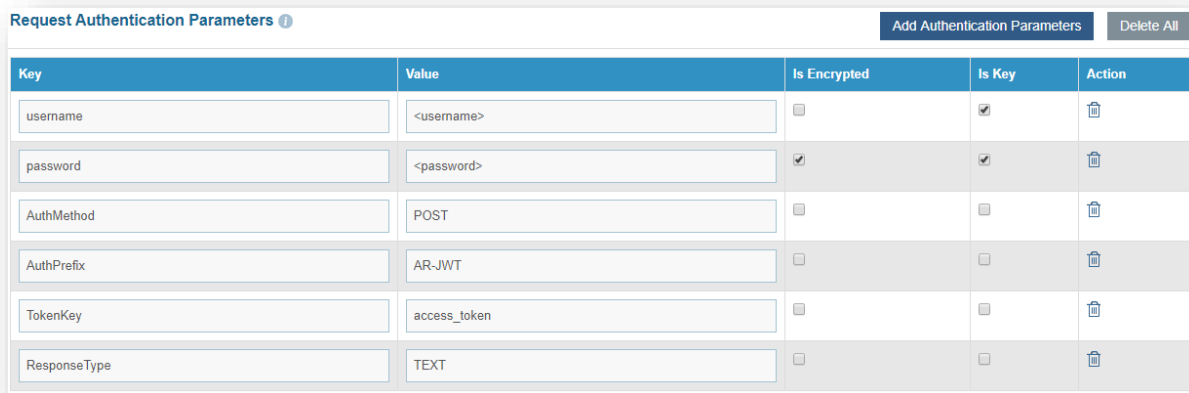 Request Authentication Parameters
Add Authentication Parameters Delete All
Key Value Is Encrypted Is Key Action
username <username>
password <password>
AuthMethod POST
AuthPrefix AR-JWT
TokenKey access_token
ResponseType TEXT